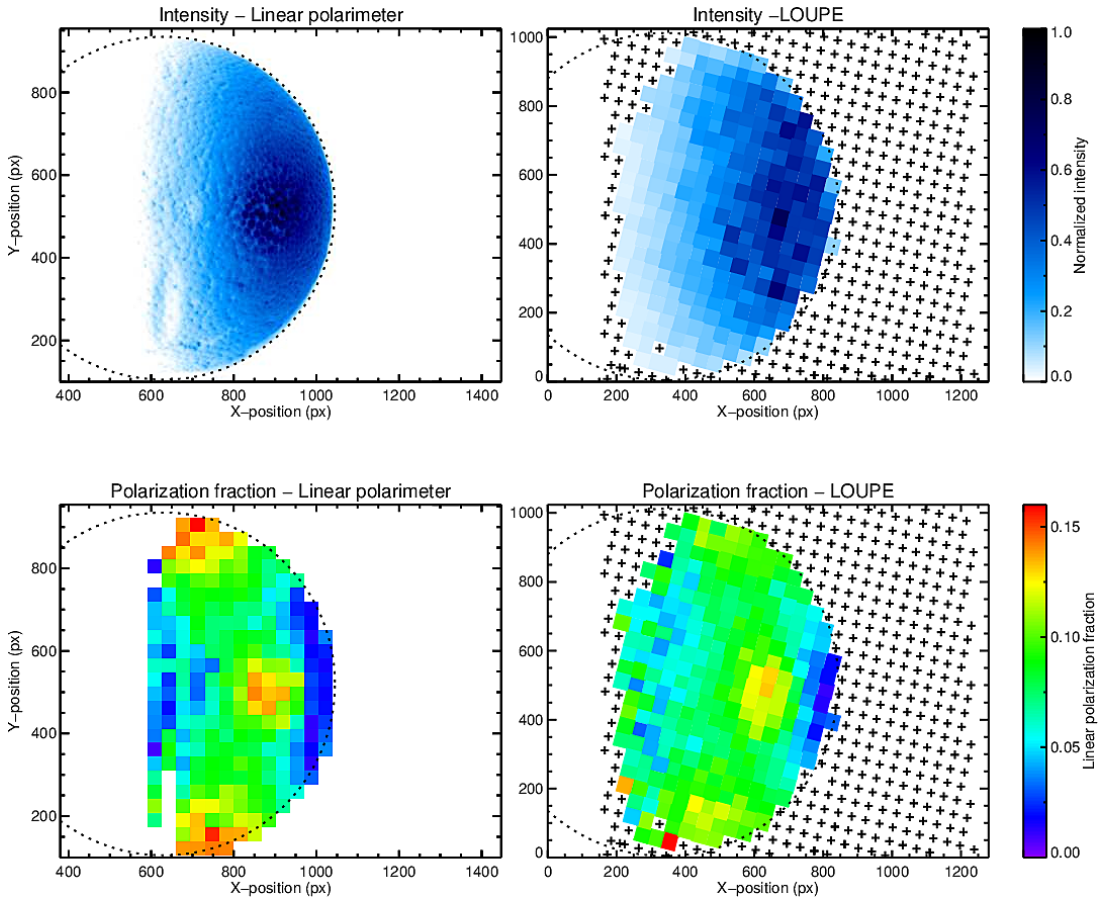 Intensity − Linear polarimeter
Intensity −LOUPE
Y−position (px)
800
600
400
200
400 600 800 1000 1200 1400
X−position (px)
1000
800
600
400
200
0
0 200 400 600 800 1000 1200
X−position (px)
1.0
0.8
0.6
0.4
0.2
0.0
Normalized intensity
Polarization fraction − Linear polarimeter
Polarization fraction − LOUPE
Y−position (px)
800
600
400
200
400 600 800 1000 1200 1400
X−position (px)
1000
800
600
400
200
0
0 200 400 600 800 1000 1200
X−position (px)
0.15
0.10
0.05
0.00
Linear polarization fraction